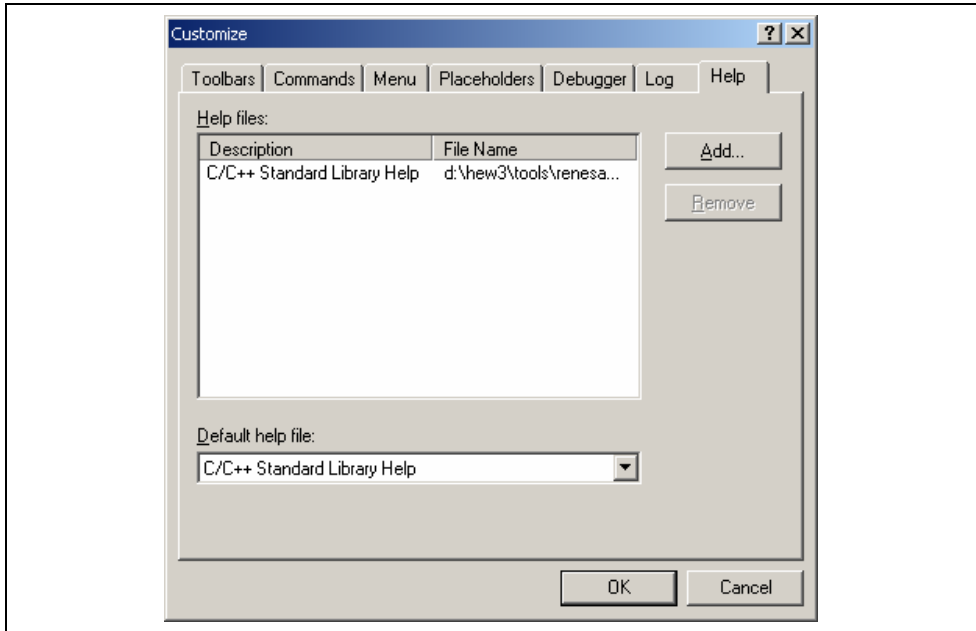 Customize
Toolbars Commands Menu Placeholders Debugger Log Help
Help files:
Description File Name
C/C++ Standard Library Help d:\hew3\tools\renesa...
Add...
Remove
Default help file:
C/C++ Standard Library Help
OK Cancel